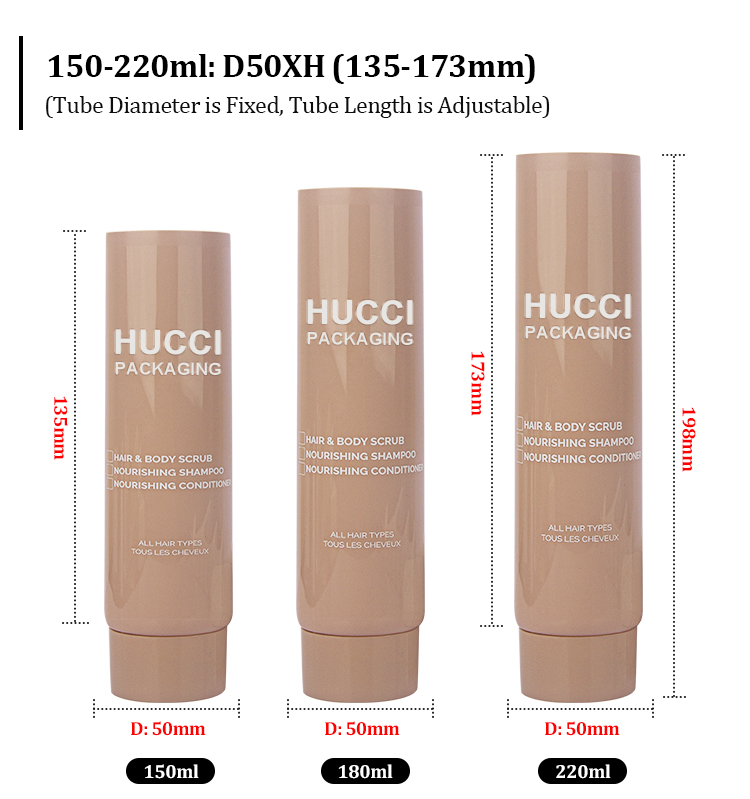 150-220ml: D50XH (135-173mm)
(Tube Diameter is Fixed, Tube Length is Adjustable)
135mm
HUCCI
PACKAGING
HAIR & BODY SCRUB
NOURISHING SHAMPOO
NOURISHING CONDITIONER
ALL HAIR TYPES
TOUS LES CHEVEUX
D: 50mm
150ml
HUCCI
PACKAGING
HAIR & BODY SCRUB
NOURISHING SHAMPOO
NOURISHING CONDITIONER
ALL HAIR TYPES
TOUS LES CHEVEUX
D: 50mm
180ml
173mm
HUCCI
PACKAGING
HAIR & BODY SCRUB
NOURISHING SHAMPOO
NOURISHING CONDITIONER
ALL HAIR TYPES
TOUS LES CHEVEUX
198mm
D: 50mm
220ml